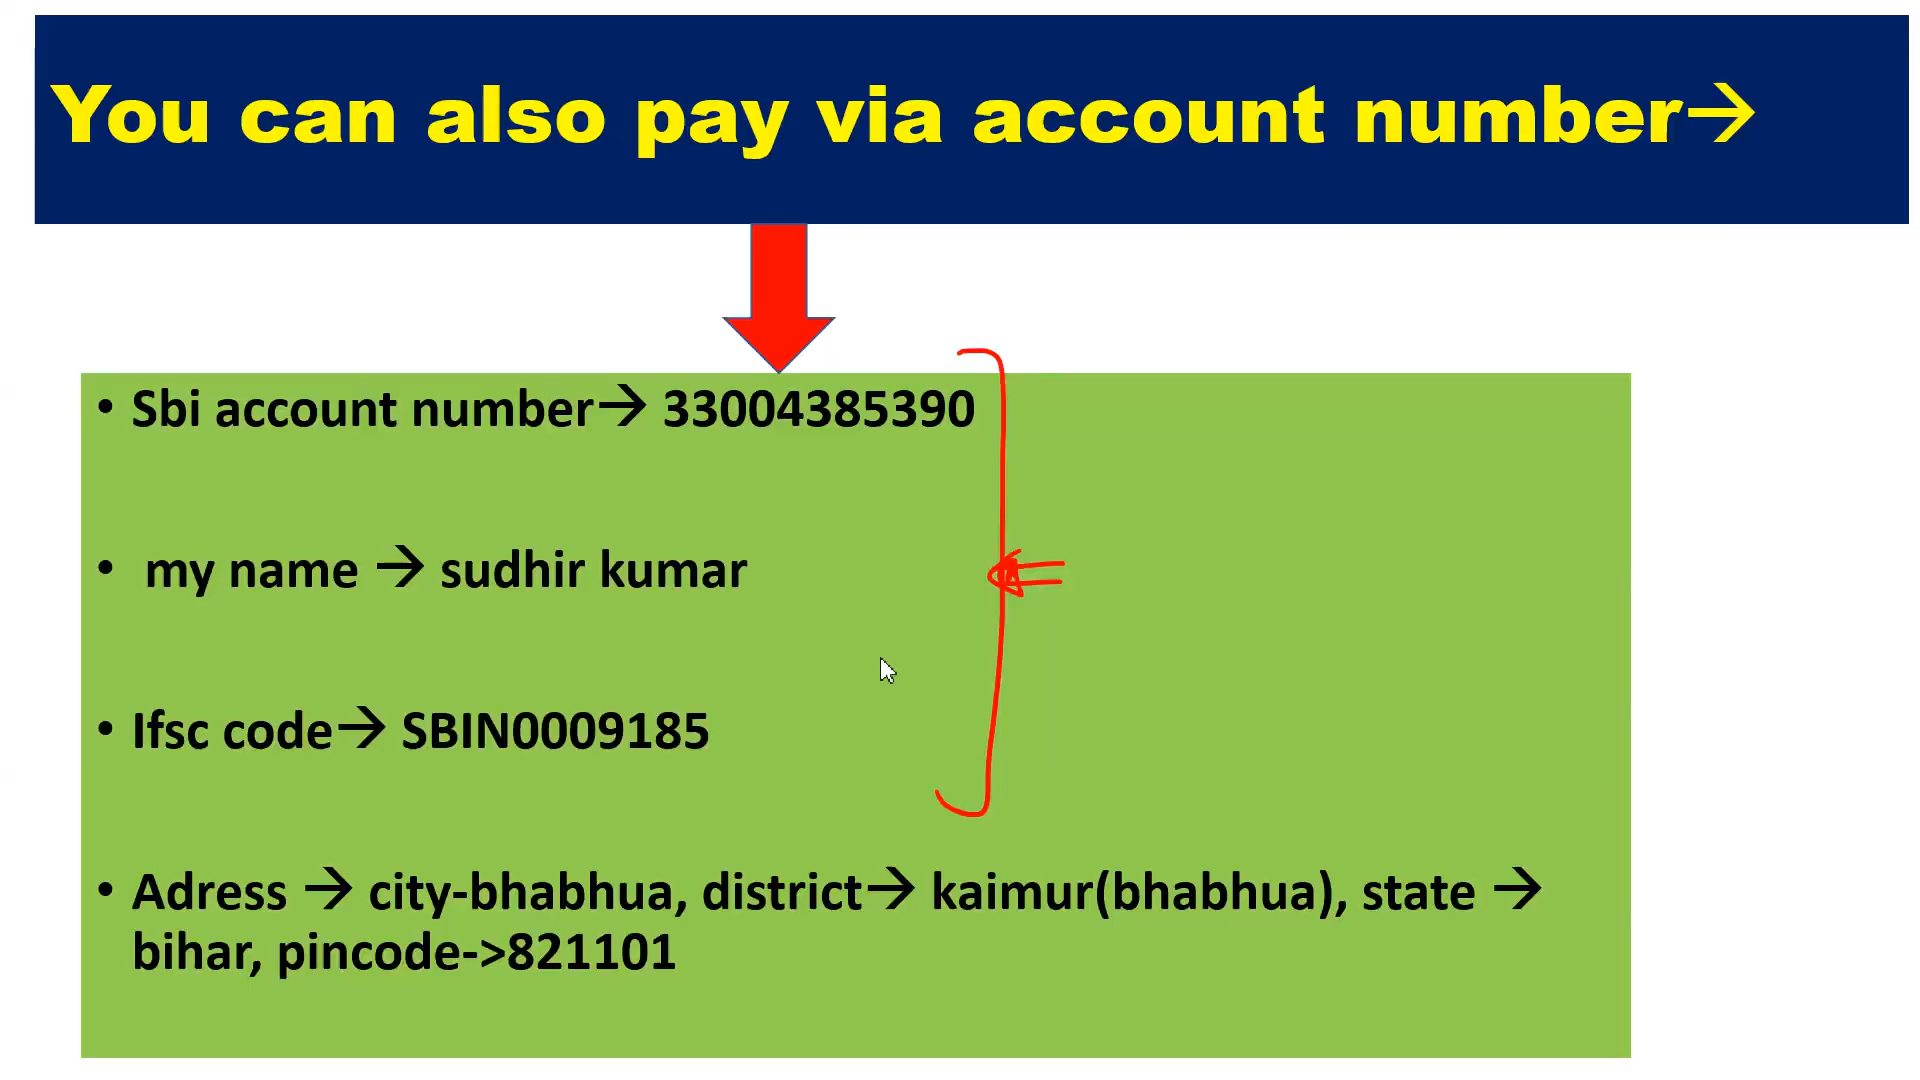 You can also pay via account number→
• Sbi account number→ 33004385390
• my name → sudhir kumar
• Ifsc code→ SBIN0009185
• Adress → city-bhabhua, district→ kaimur(bhabhua), state →
bihar, pincode->821101